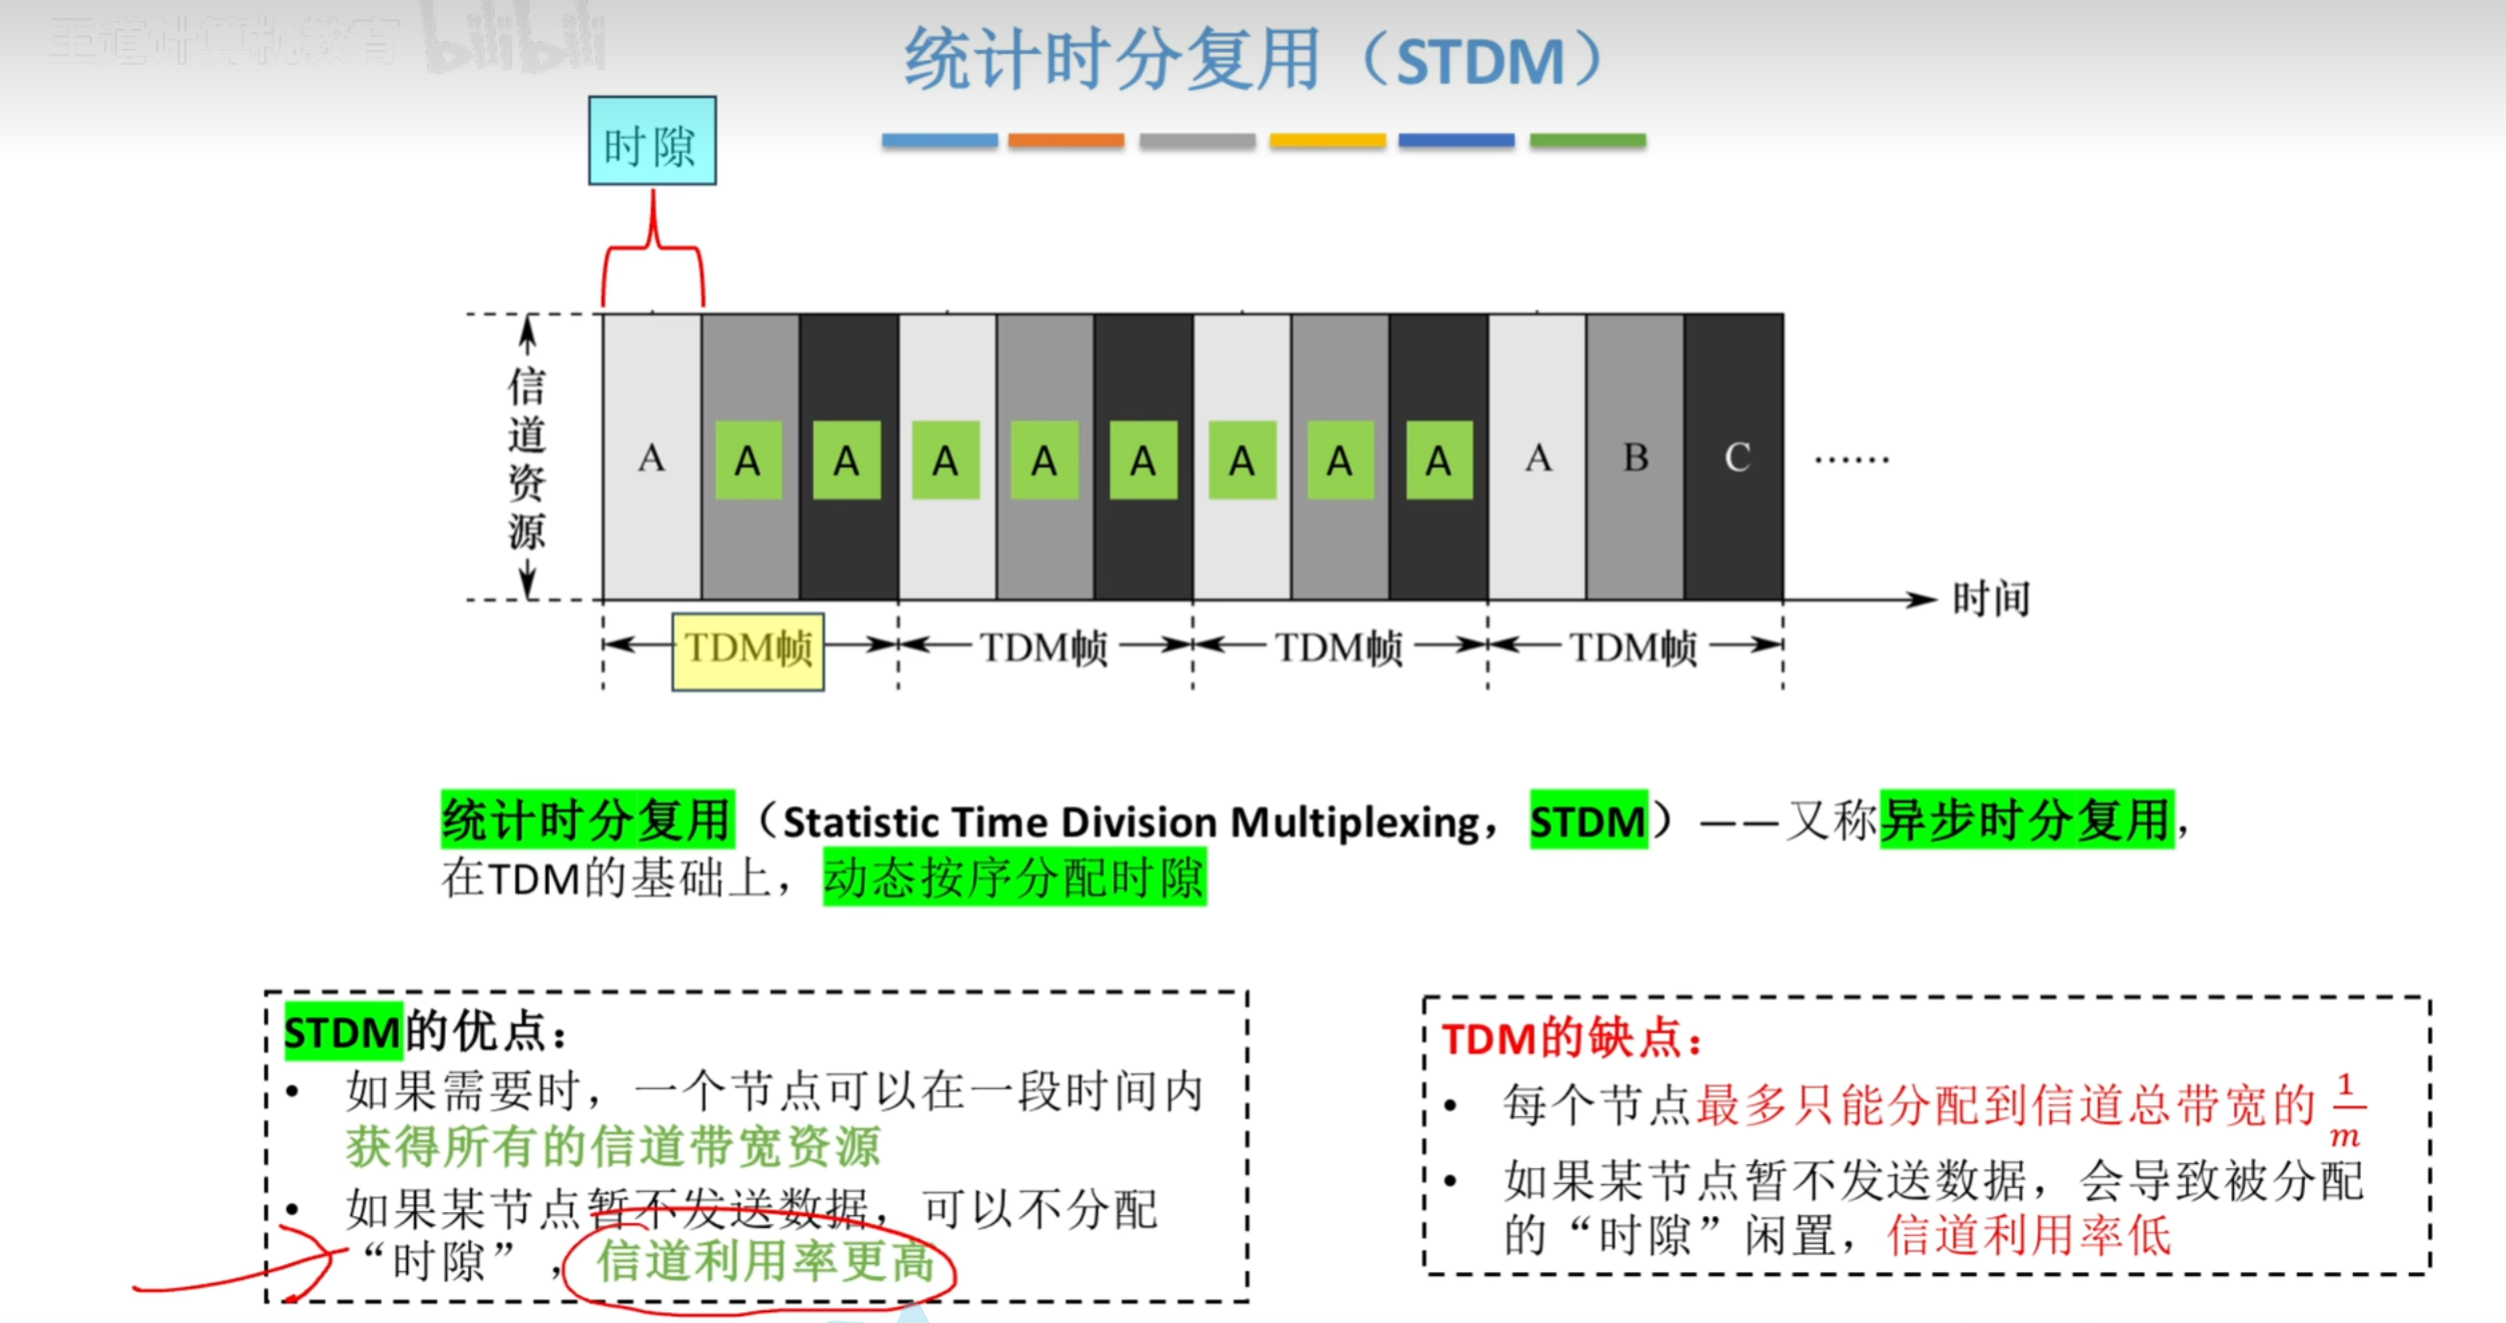 王道计算机教育 bilibili
统计时分复用（STDM）
时隙
信道资源
A A A A A A A A A A B C ……
时间
TDM帧 TDM帧 TDM帧 TDM帧
统计时分复用（Statistic Time Division Multiplexing，STDM）——又称异步时分复用，
在TDM的基础上，动态按序分配时隙
STDM的优点：
• 如果需要时，一个节点可以在一段时间内
获得所有的信道带宽资源
• 如果某节点暂不发送数据，可以不分配
“时隙”，信道利用率更高
TDM的缺点：
• 每个节点最多只能分配到信道总带宽的 1/m
• 如果某节点暂不发送数据，会导致被分配
的“时隙”闲置，信道利用率低